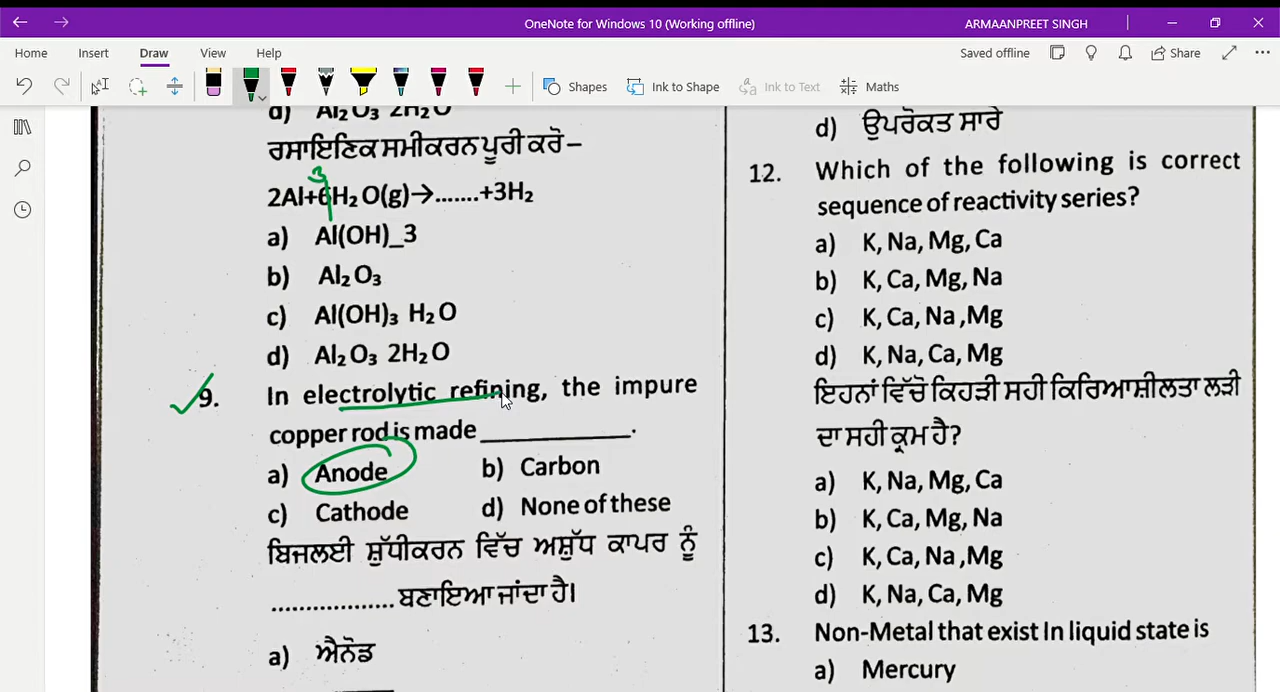 OneNote for Windows 10 (Working offline)
ARMAANPREET SINGH
Home Insert Draw View Help
Saved offline
Share
Shapes
Ink to Shape
Ink to Text
Maths
d) Al₂O₃ 2H₂O
ਰਸਾਇਣਿਕ ਸਮੀਕਰਨ ਪੂਰੀ ਕਰੋ–
3
2Al+6H₂O(g)→.......+3H₂
a) Al(OH)_3
b) Al₂O₃
c) Al(OH)₃ H₂O
d) Al₂O₃ 2H₂O
9. In electrolytic refining, the impure
copper rod is made ____________.
a) Anode b) Carbon
c) Cathode d) None of these
ਬਿਜਲਈ ਸ਼ੁੱਧੀਕਰਨ ਵਿੱਚ ਅਸ਼ੁੱਧ ਕਾਪਰ ਨੂੰ
.................. ਬਣਾਇਆ ਜਾਂਦਾ ਹੈ।
a) ਐਨੋਡ
d) ਉਪਰੋਕਤ ਸਾਰੇ
12. Which of the following is correct
sequence of reactivity series?
a) K, Na, Mg, Ca
b) K, Ca, Mg, Na
c) K, Ca, Na ,Mg
d) K, Na, Ca, Mg
ਇਹਨਾਂ ਵਿੱਚੋ ਕਿਹੜੀ ਸਹੀ ਕਿਰਿਆਸ਼ੀਲਤਾ ਲੜੀ
ਦਾ ਸਹੀ ਕ੍ਰਮ ਹੈ?
a) K, Na, Mg, Ca
b) K, Ca, Mg, Na
c) K, Ca, Na ,Mg
d) K, Na, Ca, Mg
13. Non-Metal that exist In liquid state is
a) Mercury